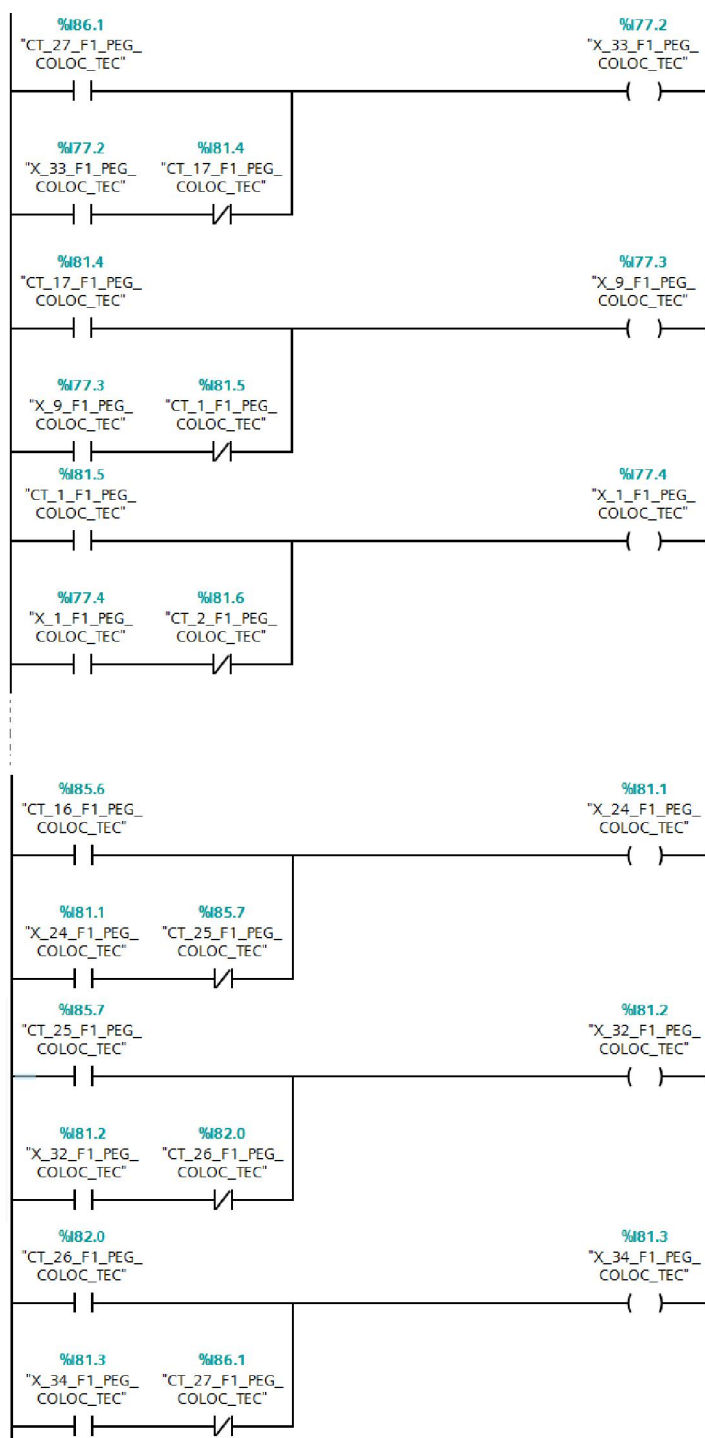 %I86.1
"CT_27_F1_PEG_
COLOC_TEC"
%I77.2
"X_33_F1_PEG_
COLOC_TEC"
%I77.2
"X_33_F1_PEG_
COLOC_TEC"
%I81.4
"CT_17_F1_PEG_
COLOC_TEC"
%I81.4
"CT_17_F1_PEG_
COLOC_TEC"
%I77.3
"X_9_F1_PEG_
COLOC_TEC"
%I77.3
"X_9_F1_PEG_
COLOC_TEC"
%I81.5
"CT_1_F1_PEG_
COLOC_TEC"
%I81.5
"CT_1_F1_PEG_
COLOC_TEC"
%I77.4
"X_1_F1_PEG_
COLOC_TEC"
%I77.4
"X_1_F1_PEG_
COLOC_TEC"
%I81.6
"CT_2_F1_PEG_
COLOC_TEC"
%I85.6
"CT_16_F1_PEG_
COLOC_TEC"
%I81.1
"X_24_F1_PEG_
COLOC_TEC"
%I81.1
"X_24_F1_PEG_
COLOC_TEC"
%I85.7
"CT_25_F1_PEG_
COLOC_TEC"
%I85.7
"CT_25_F1_PEG_
COLOC_TEC"
%I81.2
"X_32_F1_PEG_
COLOC_TEC"
%I81.2
"X_32_F1_PEG_
COLOC_TEC"
%I82.0
"CT_26_F1_PEG_
COLOC_TEC"
%I82.0
"CT_26_F1_PEG_
COLOC_TEC"
%I81.3
"X_34_F1_PEG_
COLOC_TEC"
%I81.3
"X_34_F1_PEG_
COLOC_TEC"
%I86.1
"CT_27_F1_PEG_
COLOC_TEC"